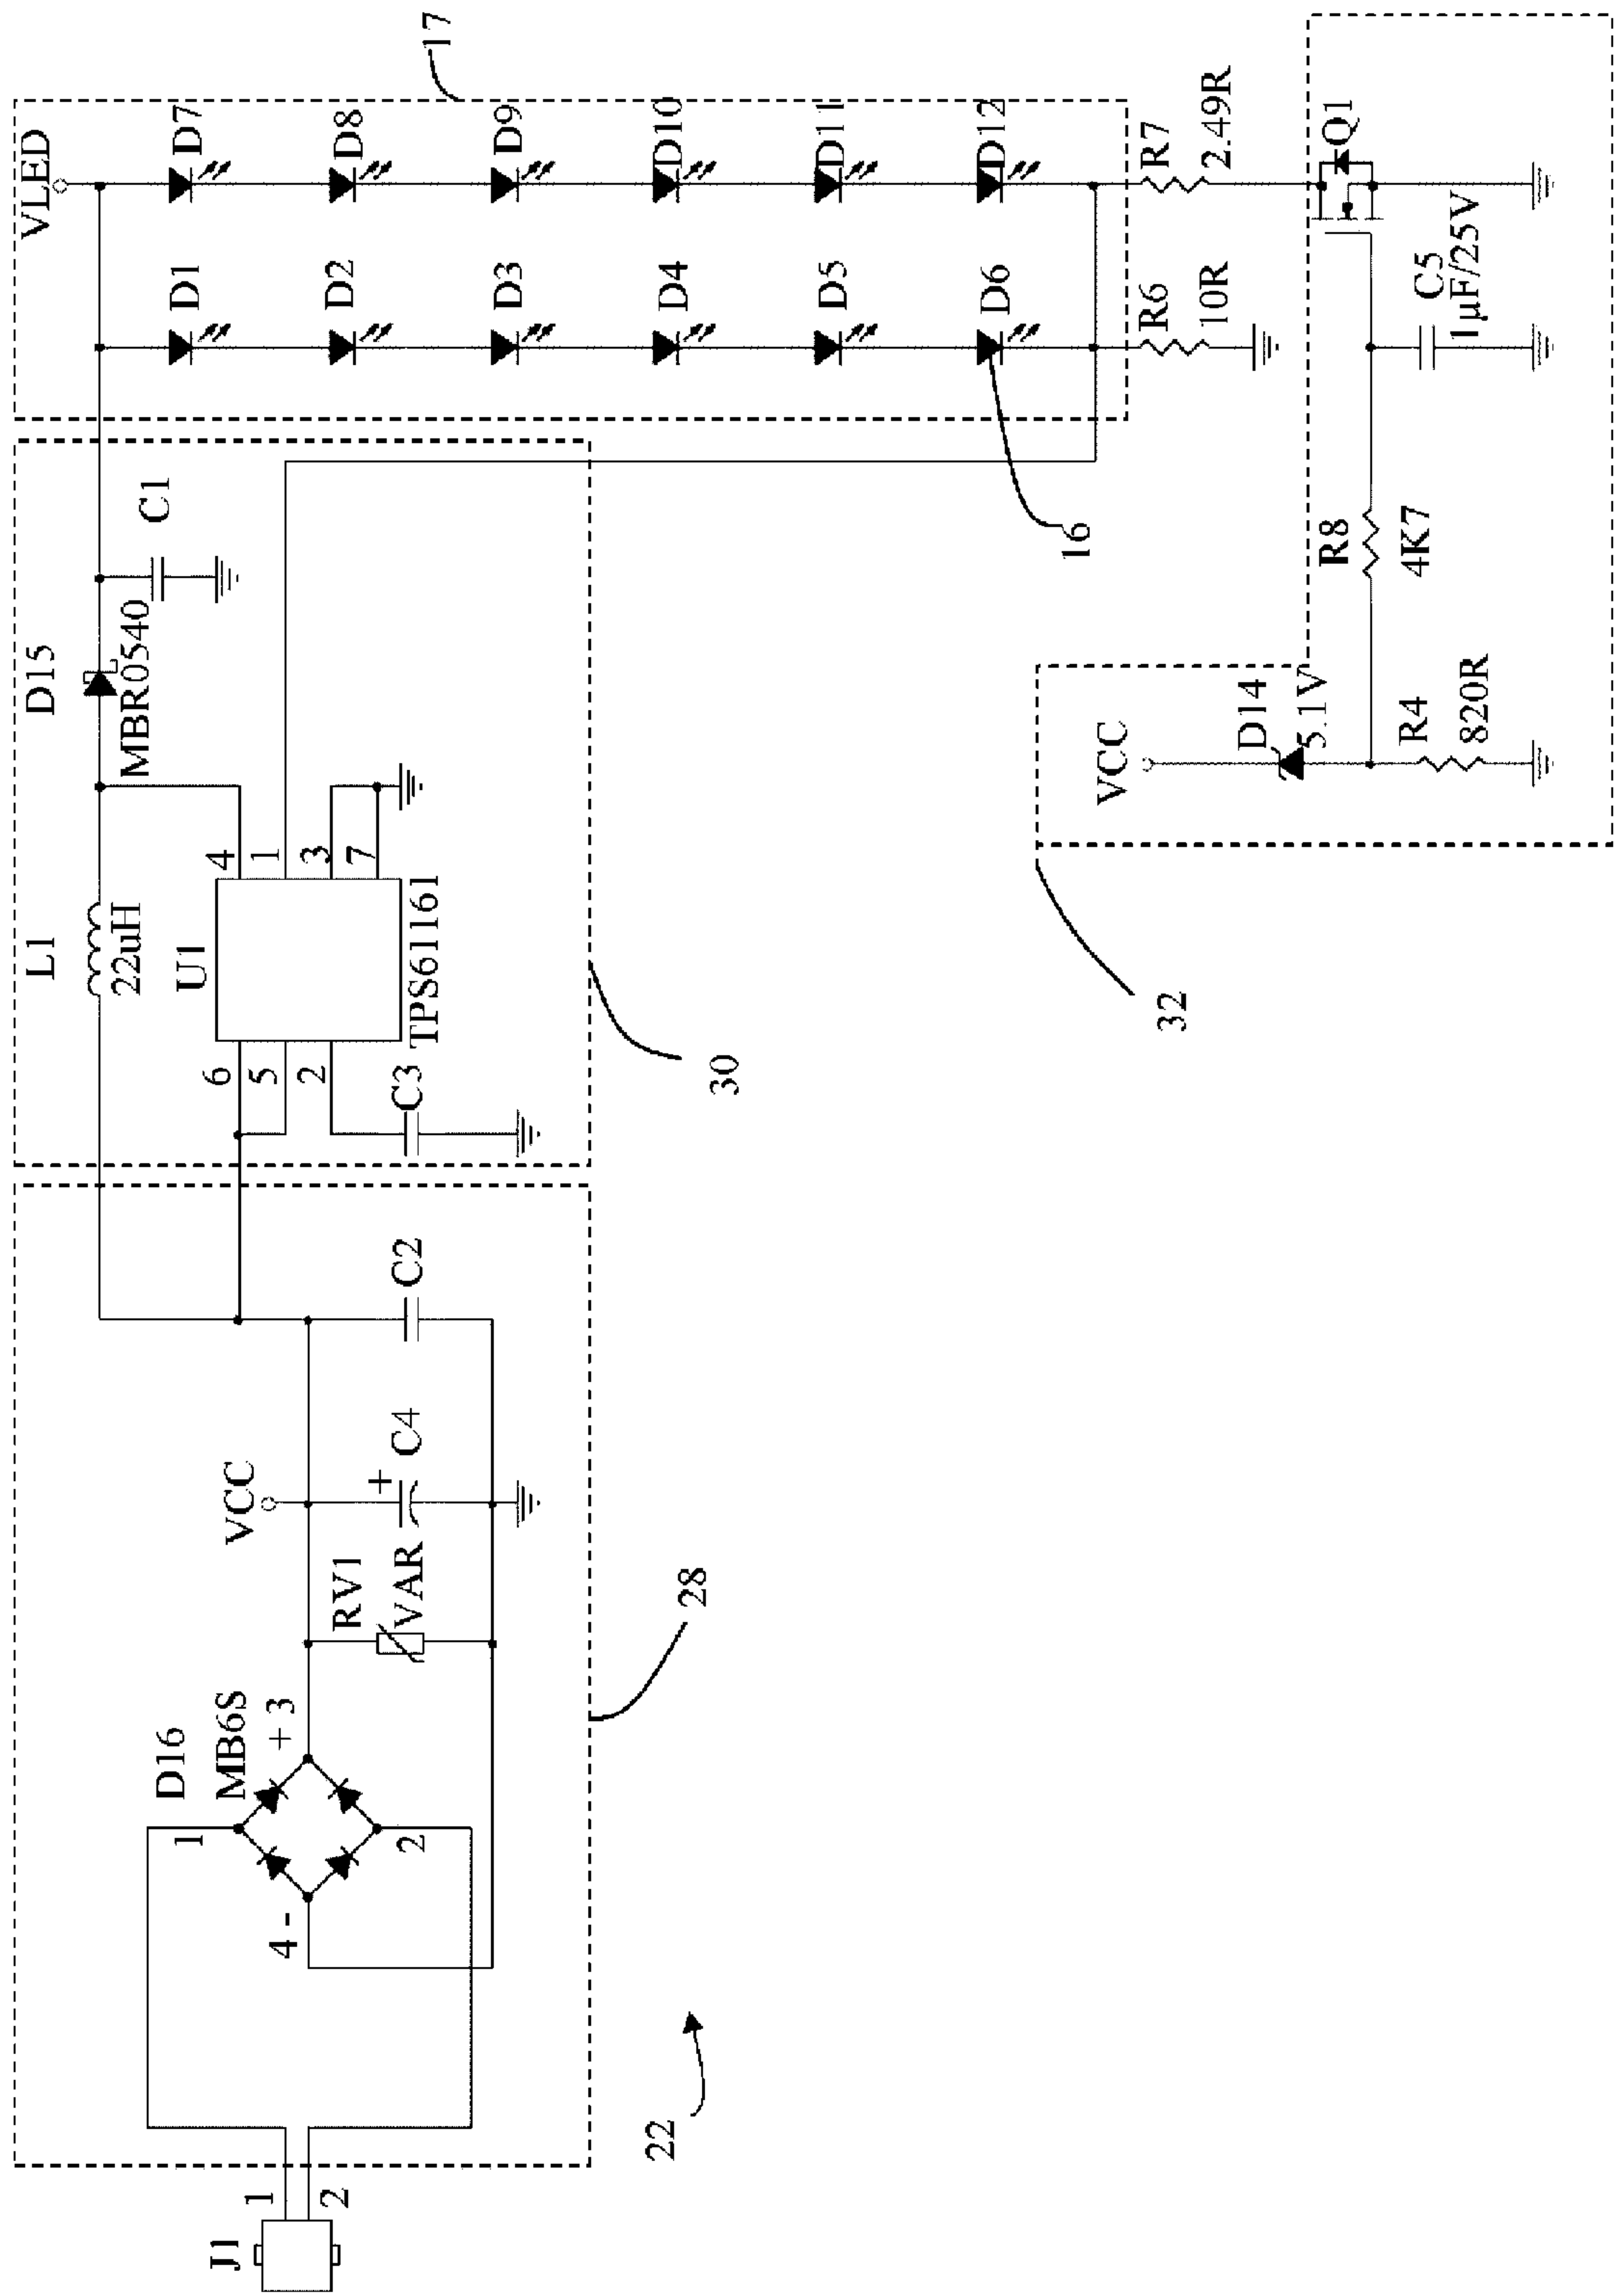 J1
1
2
D16
MB6S
1
2
+ 3
4 -
RV1
VAR
VCC
+
C4
C2
28
22
L1
22uH
U1
TPS61161
6
5
2
4
1
3
7
C3
D15
MBR0540
C1
30
VLED
17
D1
D2
D3
D4
D5
D6
D7
D8
D9
D10
D11
D12
16
R6
10R
R7
2.49R
VCC
D14
5.1V
R4
820R
R8
4K7
C5
1µF/25V
Q1
32